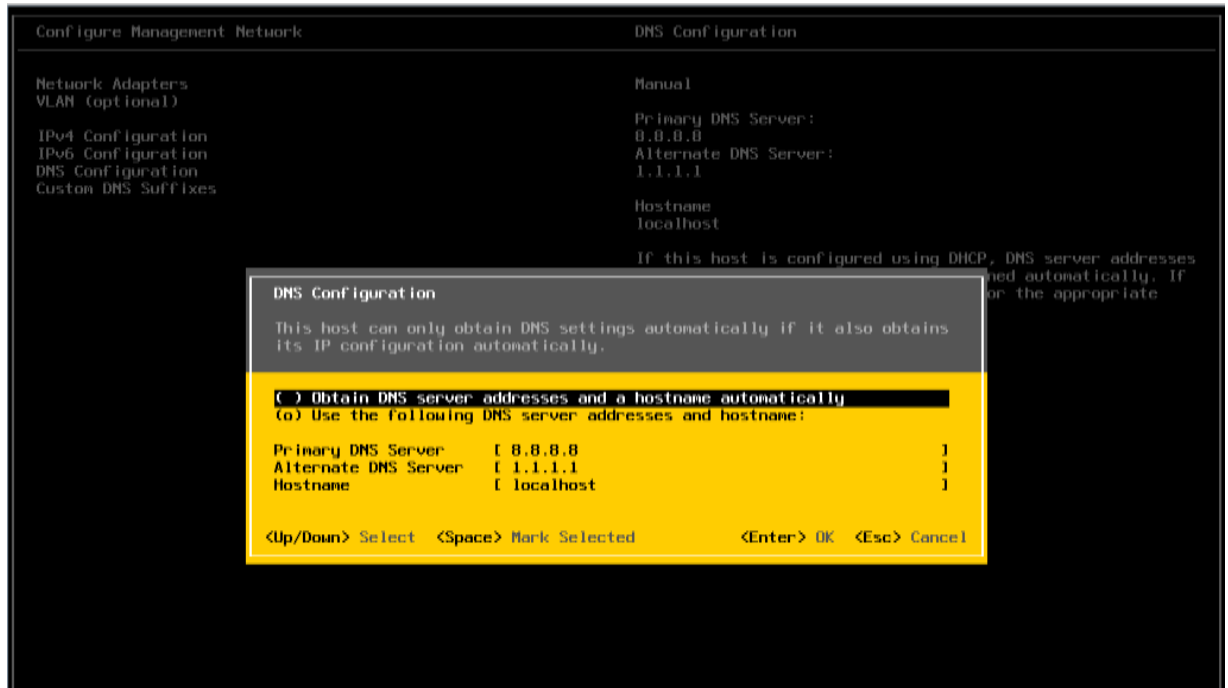 Configure Management Network
DNS Configuration
Network Adapters
VLAN (optional)
IPv4 Configuration
IPv6 Configuration
DNS Configuration
Custom DNS Suffixes
Manual
Primary DNS Server:
8.8.8.8
Alternate DNS Server:
1.1.1.1
Hostname
localhost
If this host is configured using DHCP, DNS server addresses
ned automatically. If
or the appropriate
DNS Configuration
This host can only obtain DNS settings automatically if it also obtains
its IP configuration automatically.
( ) Obtain DNS server addresses and a hostname automatically
(o) Use the following DNS server addresses and hostname:
Primary DNS Server [ 8.8.8.8 ]
Alternate DNS Server [ 1.1.1.1 ]
Hostname [ localhost ]
<Up/Down> Select <Space> Mark Selected <Enter> OK <Esc> Cancel